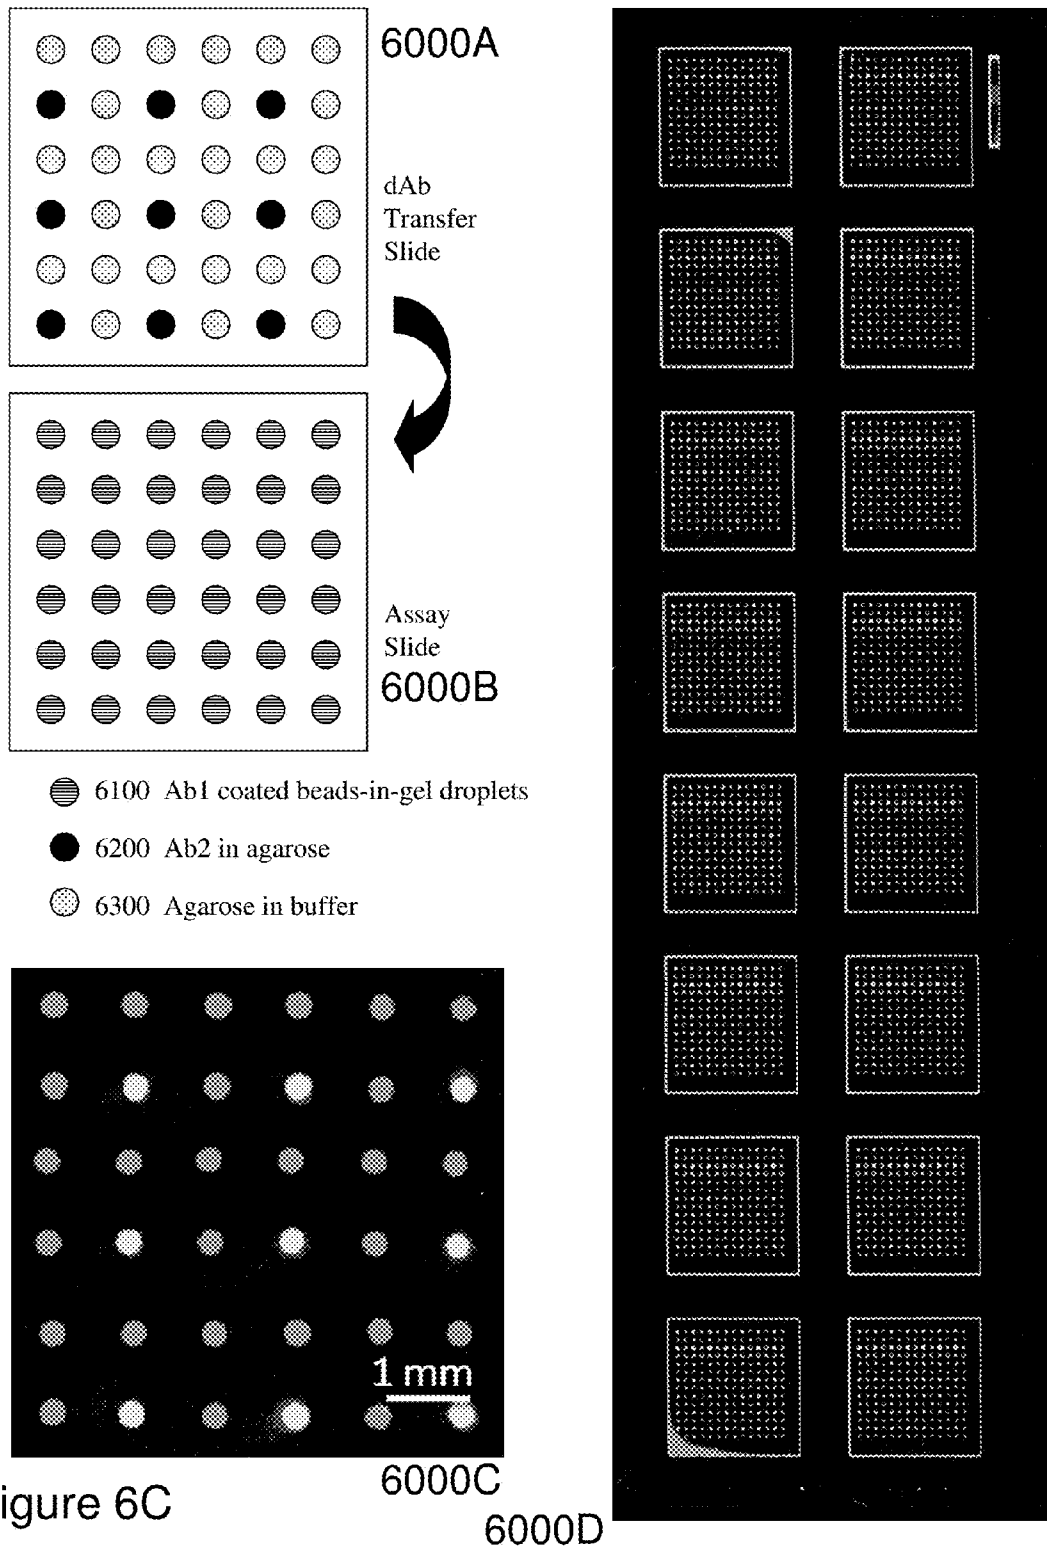 6000A
dAb
Transfer
Slide
Assay
Slide
6000B
6100 Ab1 coated beads-in-gel droplets
6200 Ab2 in agarose
6300 Agarose in buffer
1 mm
6000C
igure 6C
6000D